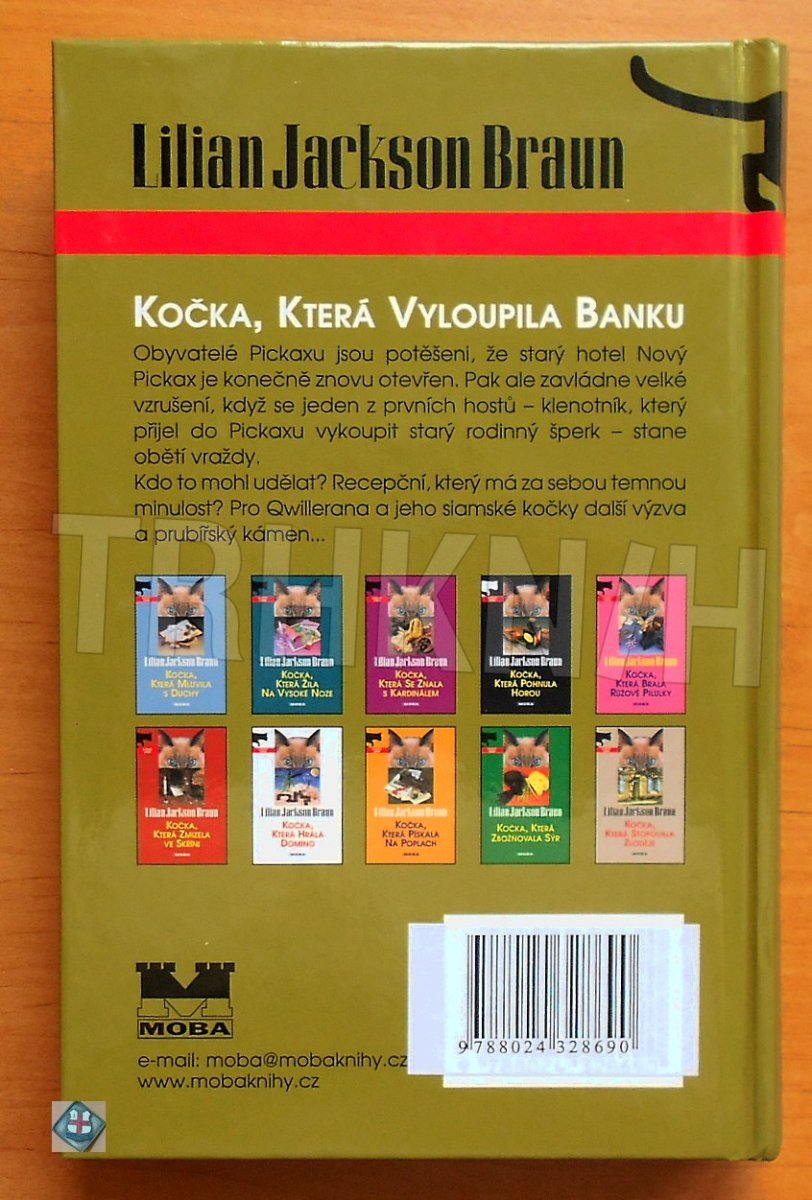 Lilian Jackson Braun
Kočka, Která Vyloupila Banku
Obyvatelé Pickaxu jsou potěšeni, že starý hotel Nový
Pickax je konečně znovu otevřen. Pak ale zavládne velké
vzrušení, když se jeden z prvních hostů – klenotník, který
přijel do Pickaxu vykoupit starý rodinný šperk – stane
obětí vraždy.
Kdo to mohl udělat? Recepční, který má za sebou temnou
minulost? Pro Qwillerana a jeho siamské kočky další výzva
a prubířský kámen...
Lilian Jackson Braun
Kočka,
Která Mluvila
s Duchy
Lilian Jackson Braun
Kočka,
Která Žila
Na Vysoké Noze
Lilian Jackson Braun
Kočka,
Která Se Znala
s Kardinálem
Lilian Jackson Braun
Kočka,
Která Pohnula
Horou
Lilian Jackson Braun
Kočka,
Která Brala
Růžové Pilulky
Lilian Jackson Braun
Kočka,
Která Zmizela
ve Skříni
Lilian Jackson Braun
Kočka,
Která Hrála
Domino
Lilian Jackson Braun
Kočka,
Která Pískala
Na Poplach
Lilian Jackson Braun
Kočka, Která
Zbožňovala Sýr
Lilian Jackson Braun
Kočka,
Která Stopovala
Zloděje
MOBA
e-mail: moba@mobaknihy.cz
www.mobaknihy.cz
9 788024 328690